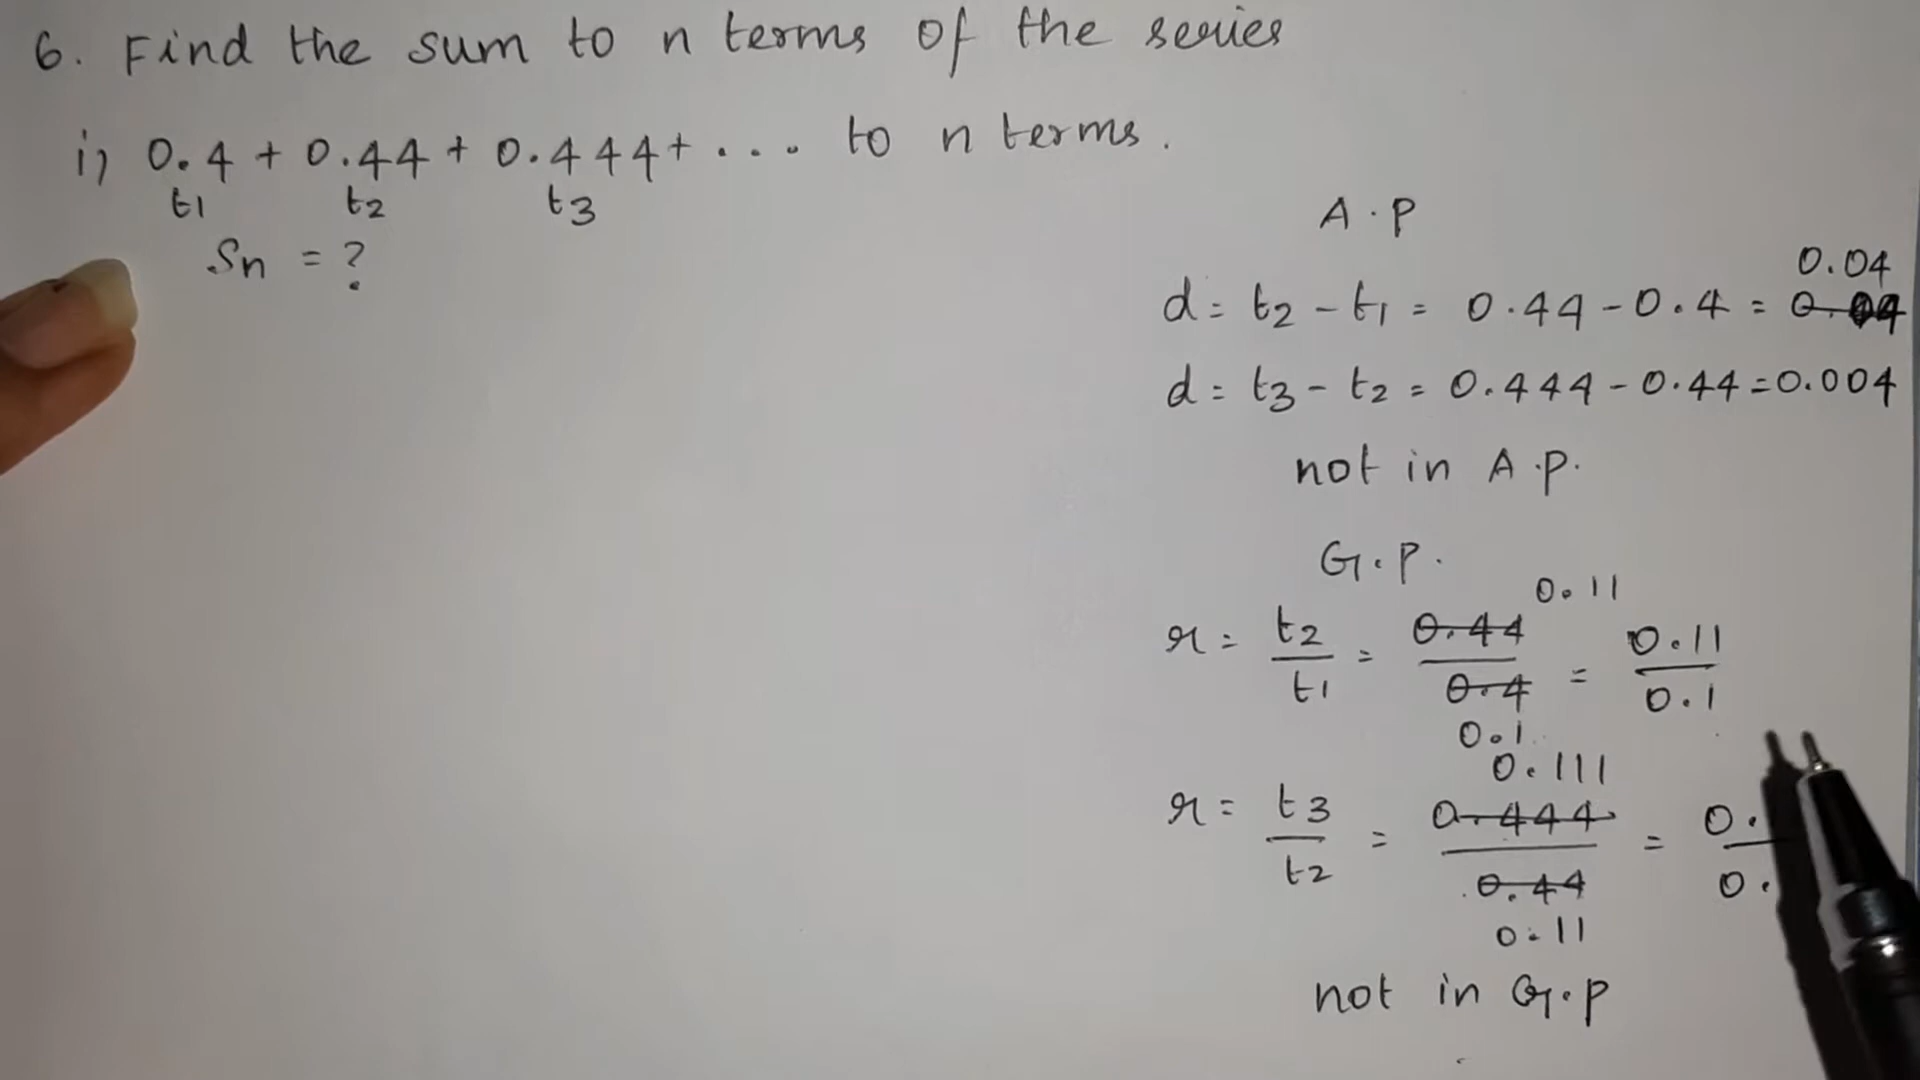 6. Find the sum to n terms of the series
i) 0.4 + 0.44 + 0.444 + ... to n terms.
t1 t2 t3
Sn = ?
A.P
0.04
d = t2 - t1 = 0.44 - 0.4 =
d = t3 - t2 = 0.444 - 0.44 = 0.004
not in A.P.
G.P.
0.11
r = t2/t1 = 0.44/0.4 = 0.11/0.1
0.1
0.111
r = t3/t2 = 0.444/0.44 = 0./0.
0.11
not in G.P